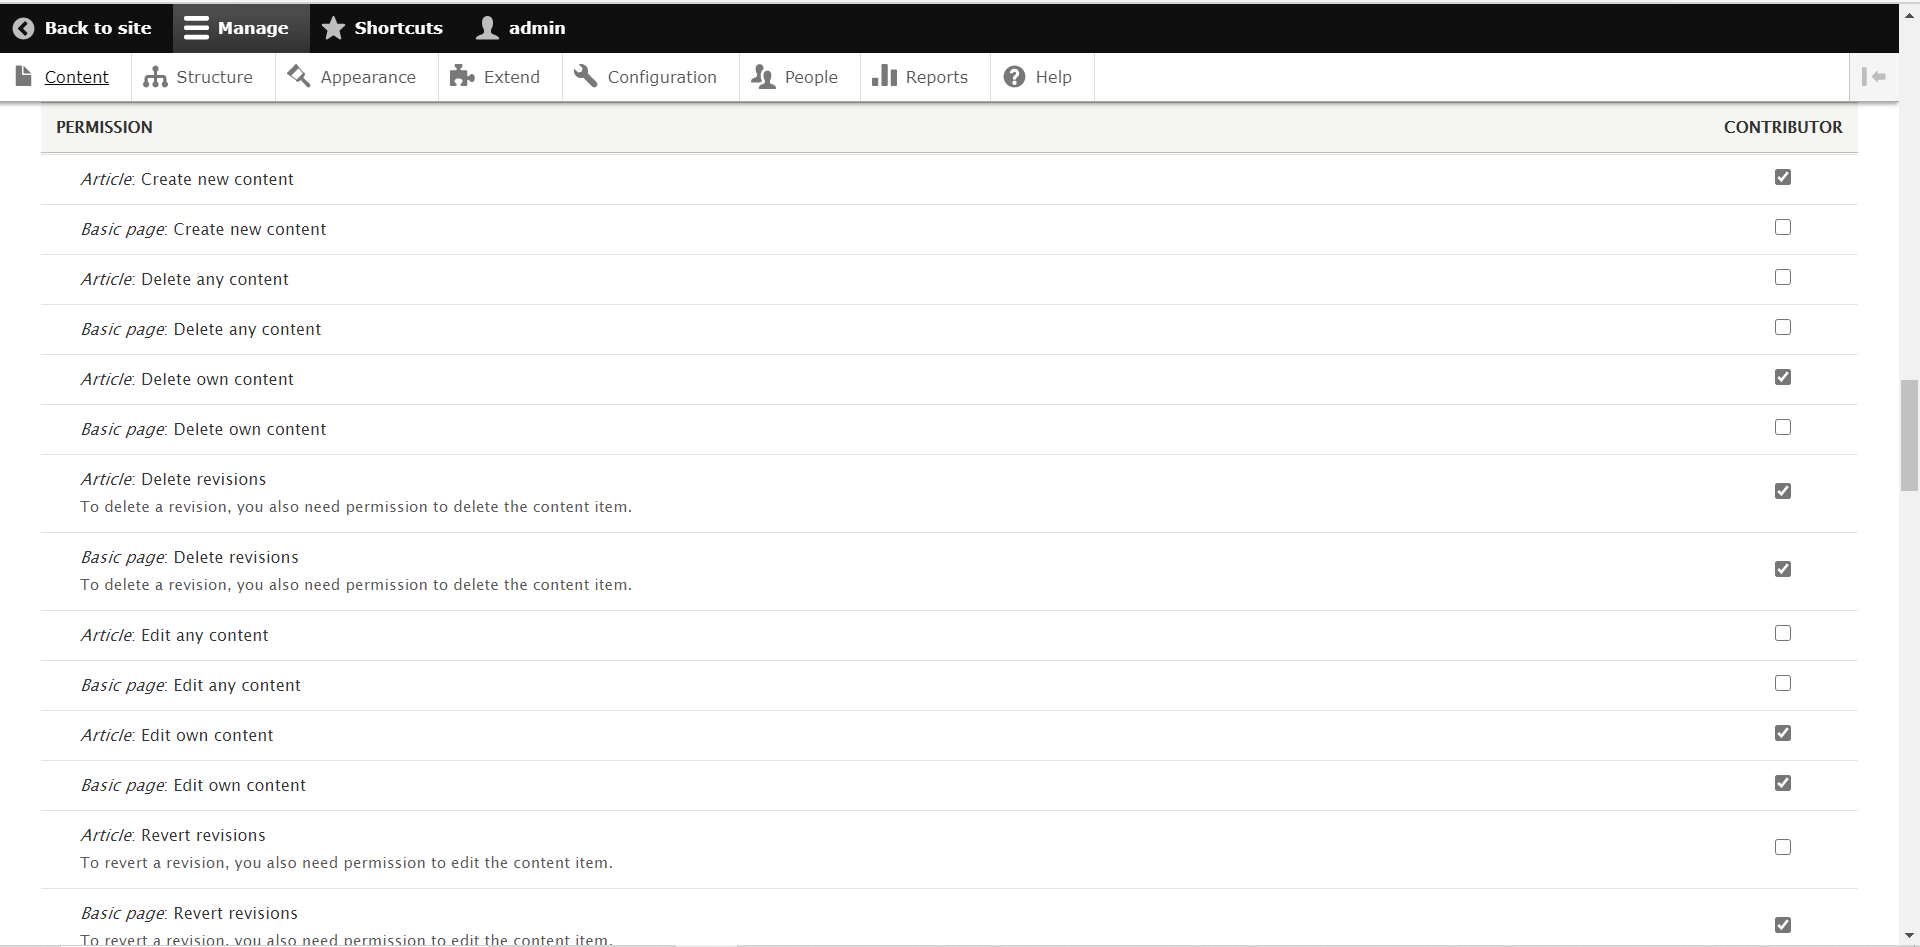 Back to site Manage Shortcuts admin
Content Structure Appearance Extend Configuration People Reports Help
PERMISSION CONTRIBUTOR
Article: Create new content
Basic page: Create new content
Article: Delete any content
Basic page: Delete any content
Article: Delete own content
Basic page: Delete own content
Article: Delete revisions
To delete a revision, you also need permission to delete the content item.
Basic page: Delete revisions
To delete a revision, you also need permission to delete the content item.
Article: Edit any content
Basic page: Edit any content
Article: Edit own content
Basic page: Edit own content
Article: Revert revisions
To revert a revision, you also need permission to edit the content item.
Basic page: Revert revisions
To revert a revision, you also need permission to edit the content item.